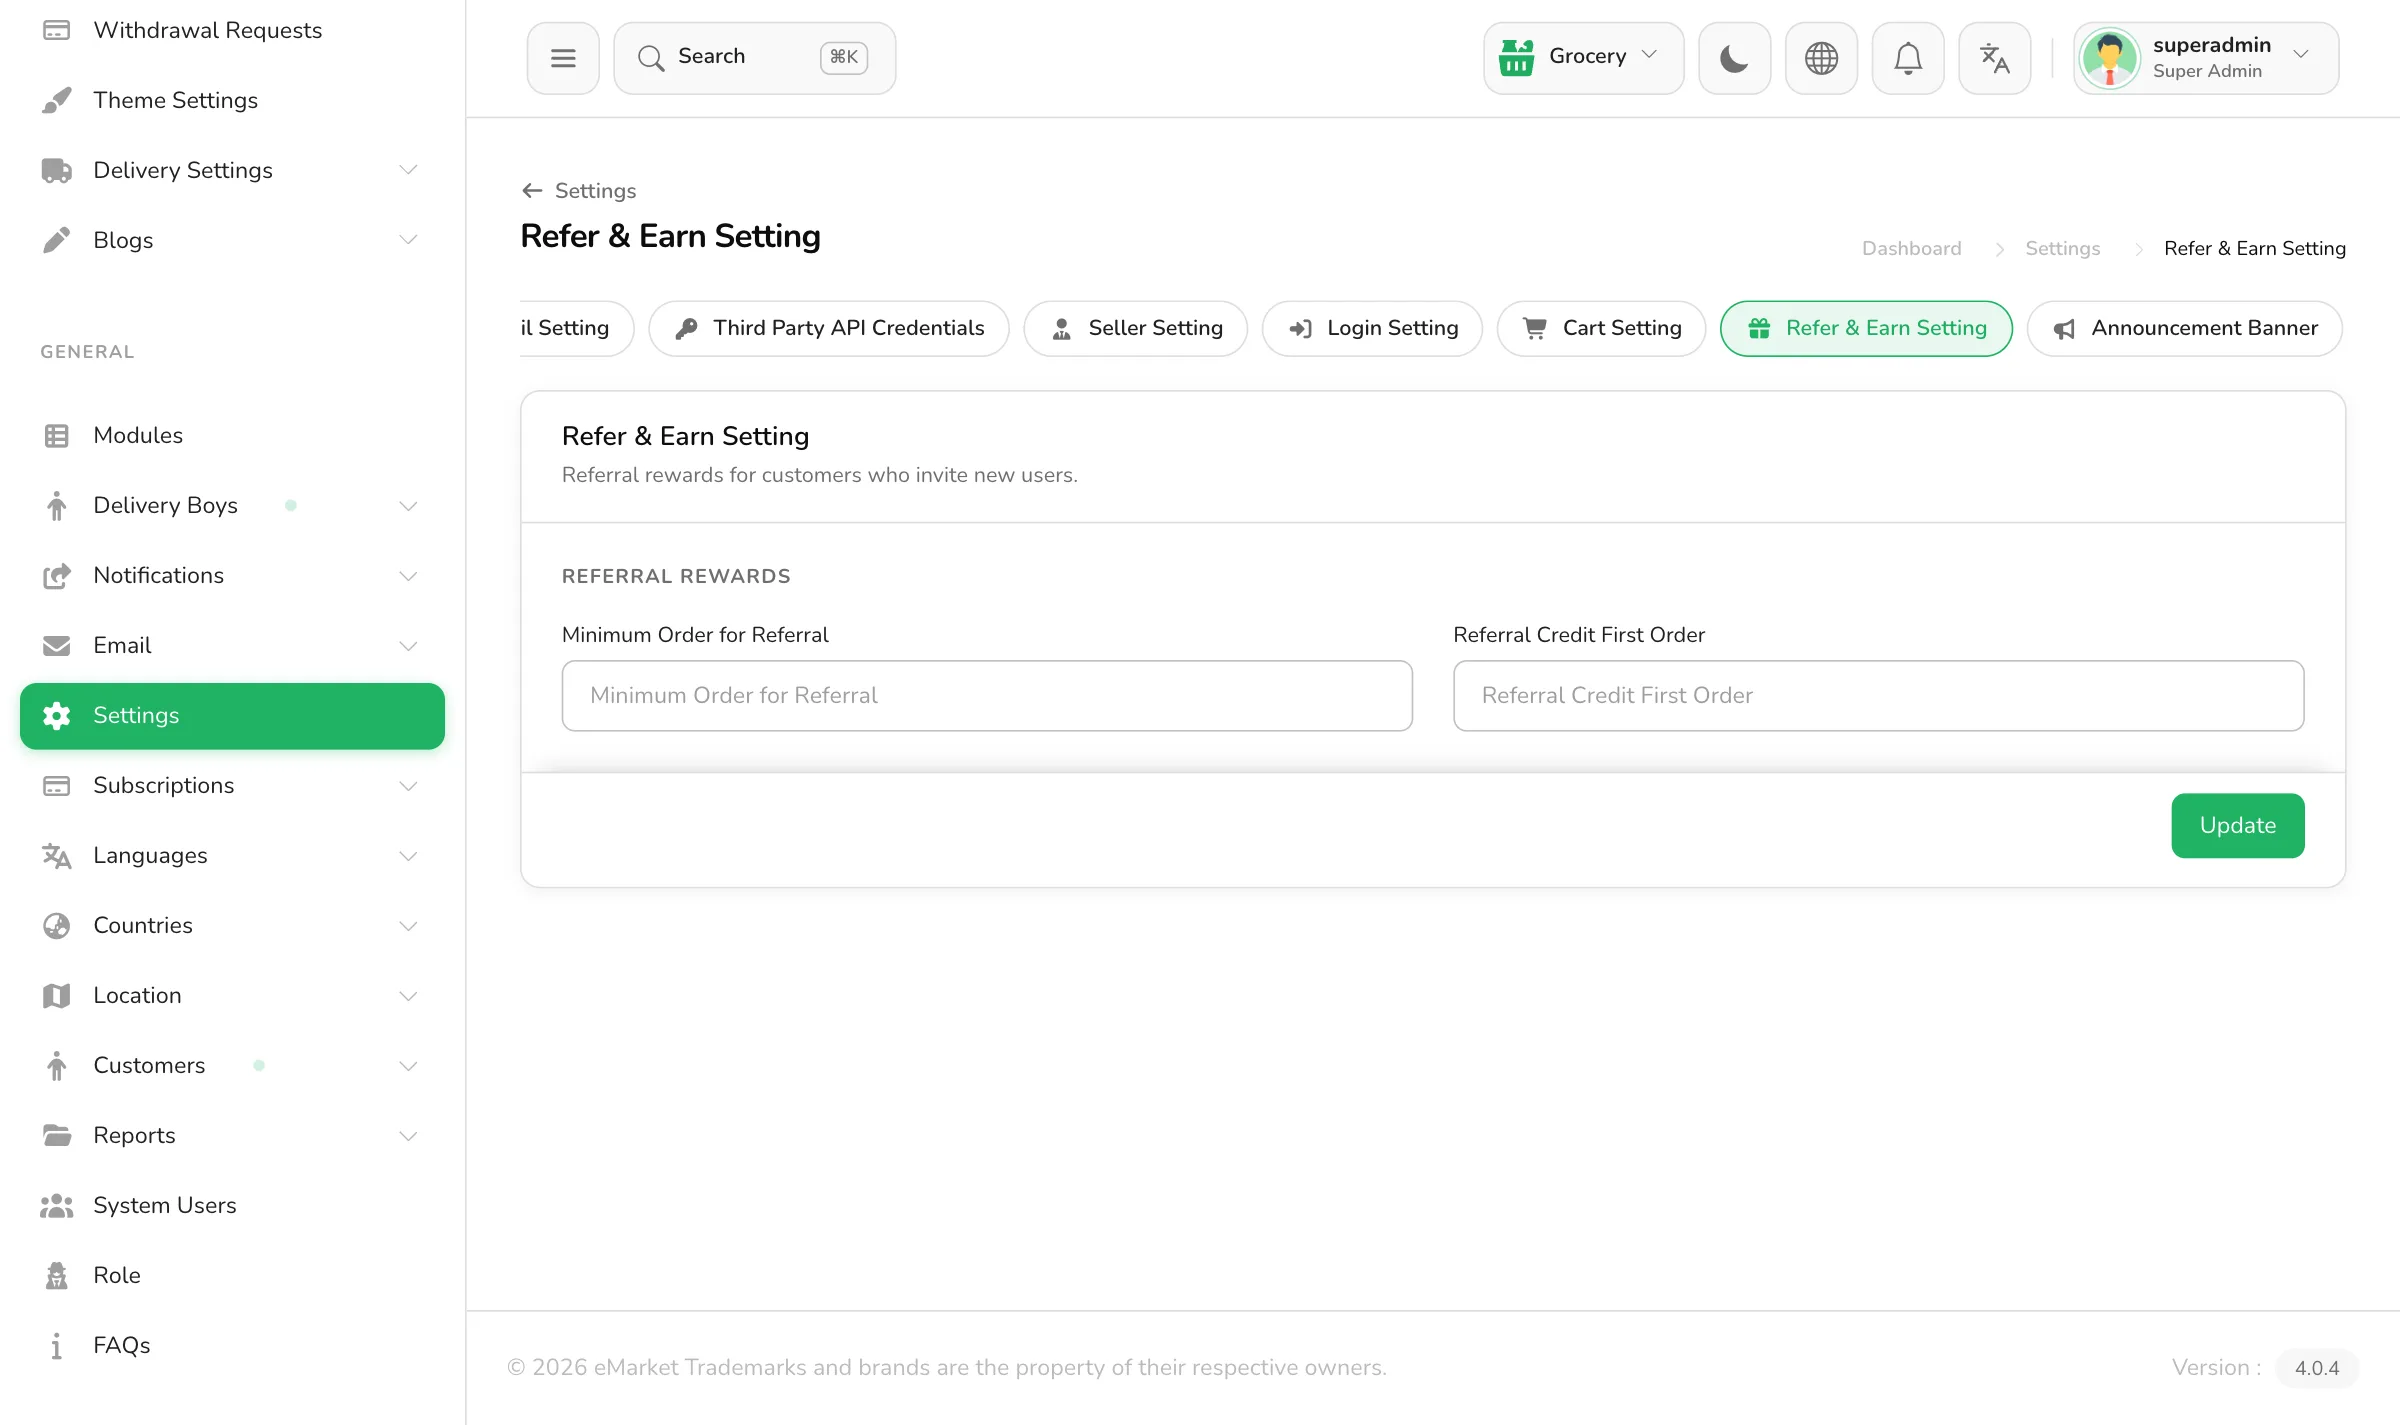 Withdrawal Requests
Theme Settings
Delivery Settings
Blogs
GENERAL
Modules
Delivery Boys
Notifications
Email
Settings
Subscriptions
Languages
Countries
Location
Customers
Reports
System Users
Role
FAQs
Search ⌘K
Grocery
superadmin
Super Admin
Settings
Refer & Earn Setting
Dashboard Settings Refer & Earn Setting
il Setting Third Party API Credentials Seller Setting Login Setting Cart Setting Refer & Earn Setting Announcement Banner
Refer & Earn Setting
Referral rewards for customers who invite new users.
REFERRAL REWARDS
Minimum Order for Referral Referral Credit First Order
Minimum Order for Referral Referral Credit First Order
Update
© 2026 eMarket Trademarks and brands are the property of their respective owners. Version : 4.0.4